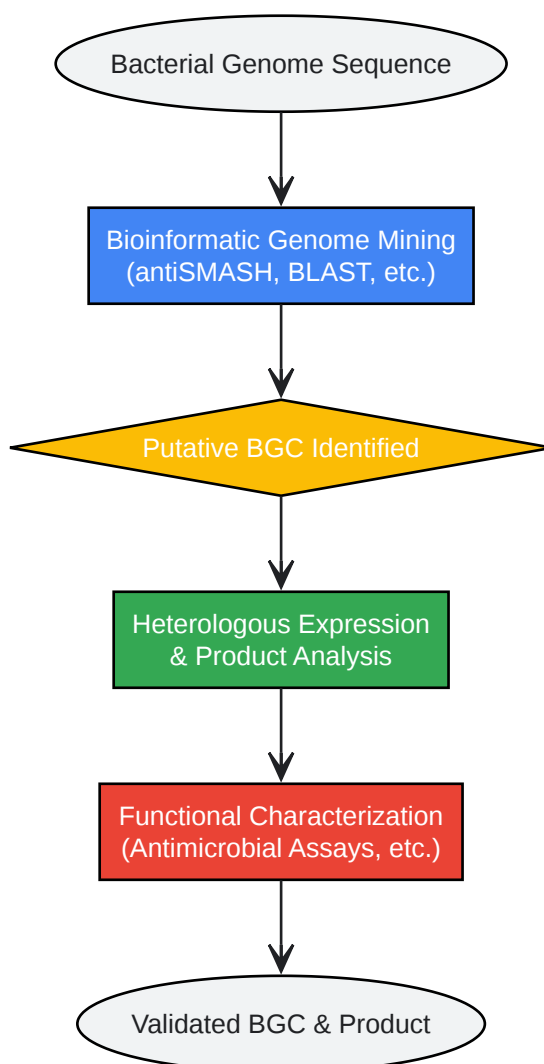 Bacterial Genome Sequence
Bioinformatic Genome Mining
(antiSMASH, BLAST, etc.)
Putative BGC Identified
Heterologous Expression
& Product Analysis
Functional Characterization
(Antimicrobial Assays, etc.)
Validated BGC & Product